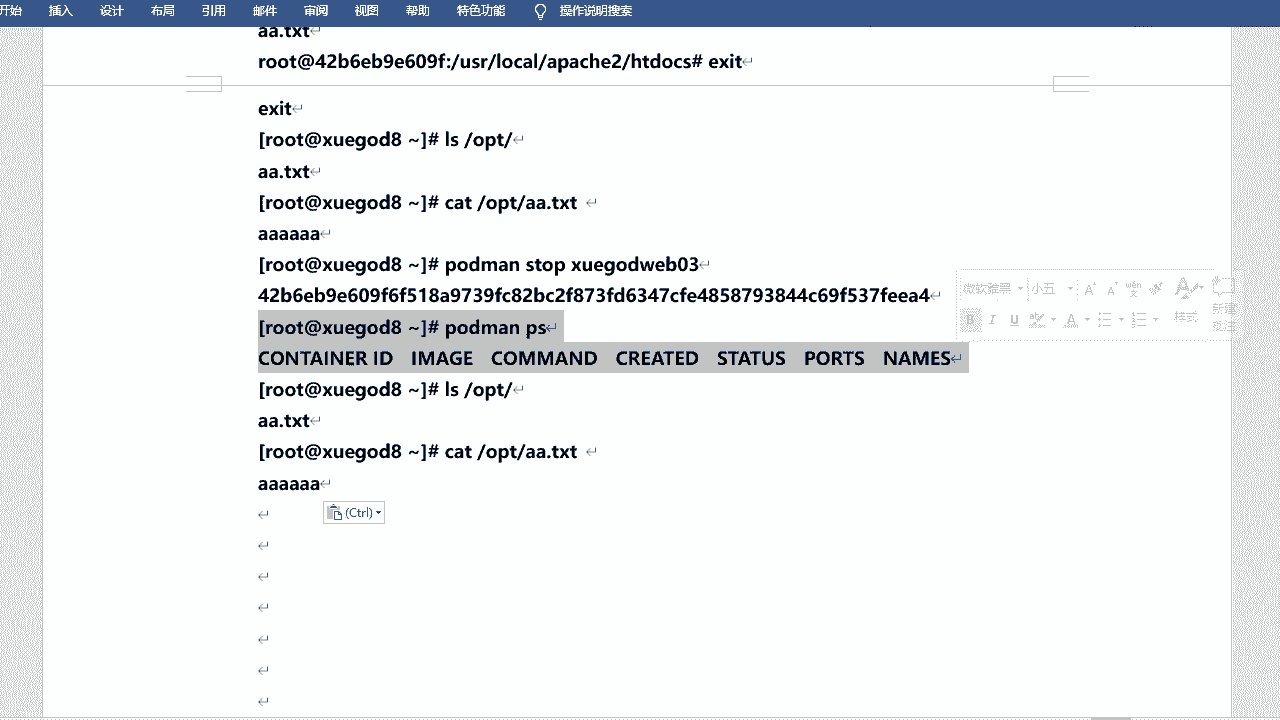 开始 插入 设计 布局 引用 邮件 审阅 视图 帮助 特色功能 操作说明搜索
aa.txt
root@42b6eb9e609f:/usr/local/apache2/htdocs# exit
exit
[root@xuegod8 ~]# ls /opt/
aa.txt
[root@xuegod8 ~]# cat /opt/aa.txt
aaaaaa
[root@xuegod8 ~]# podman stop xuegodweb03
42b6eb9e609f6f518a9739fc82bc2f873fd6347cfe4858793844c69f537feea4
微软雅黑 小五 A A wén A 新建
[root@xuegod8 ~]# podman ps
B I U A 样式 批注
CONTAINER ID IMAGE COMMAND CREATED STATUS PORTS NAMES
[root@xuegod8 ~]# ls /opt/
aa.txt
[root@xuegod8 ~]# cat /opt/aa.txt
aaaaaa
(Ctrl)